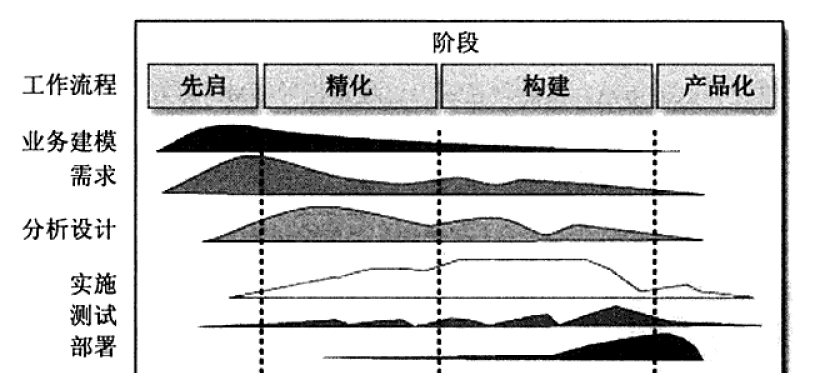 阶段
工作流程 先启 精化 构建 产品化
业务建模
需求
分析设计
实施
测试
部署